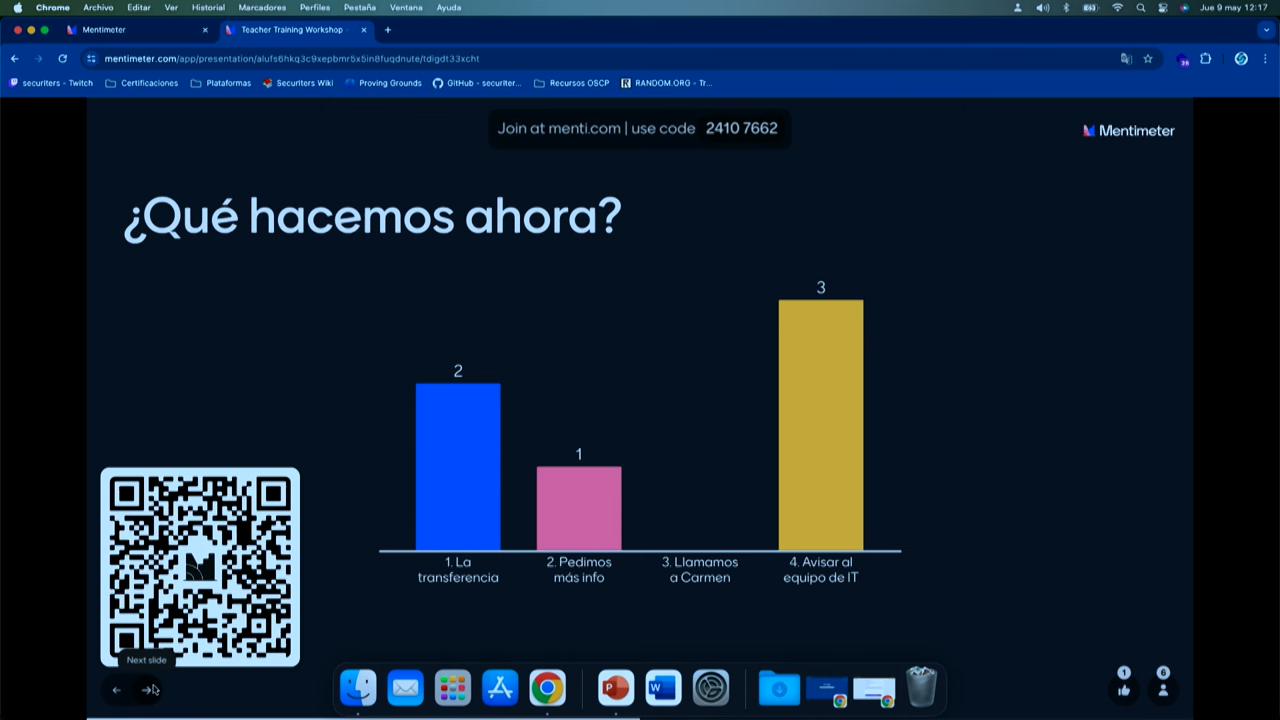 Chrome Archivo Editar Ver Historial Marcadores Perfiles Pestaña Ventana Ayuda Jue 9 may 12:17
Mentimeter Teacher Training Workshop
mentimeter.com/app/presentation/alufs6hkq3c9xepbmr5x5in8fuqdnute/tdigdt33xcht
securiters - Twitch Certificaciones Plataformas Securiters Wiki Proving Grounds GitHub - securiter... Recursos OSCP RANDOM.ORG - Tr...
Join at menti.com | use code 2410 7662
Mentimeter
¿Qué hacemos ahora?
3
2
1
1. La
transferencia
2. Pedimos
más info
3. Llamamos
a Carmen
4. Avisar al
equipo de IT
Next slide
1
6